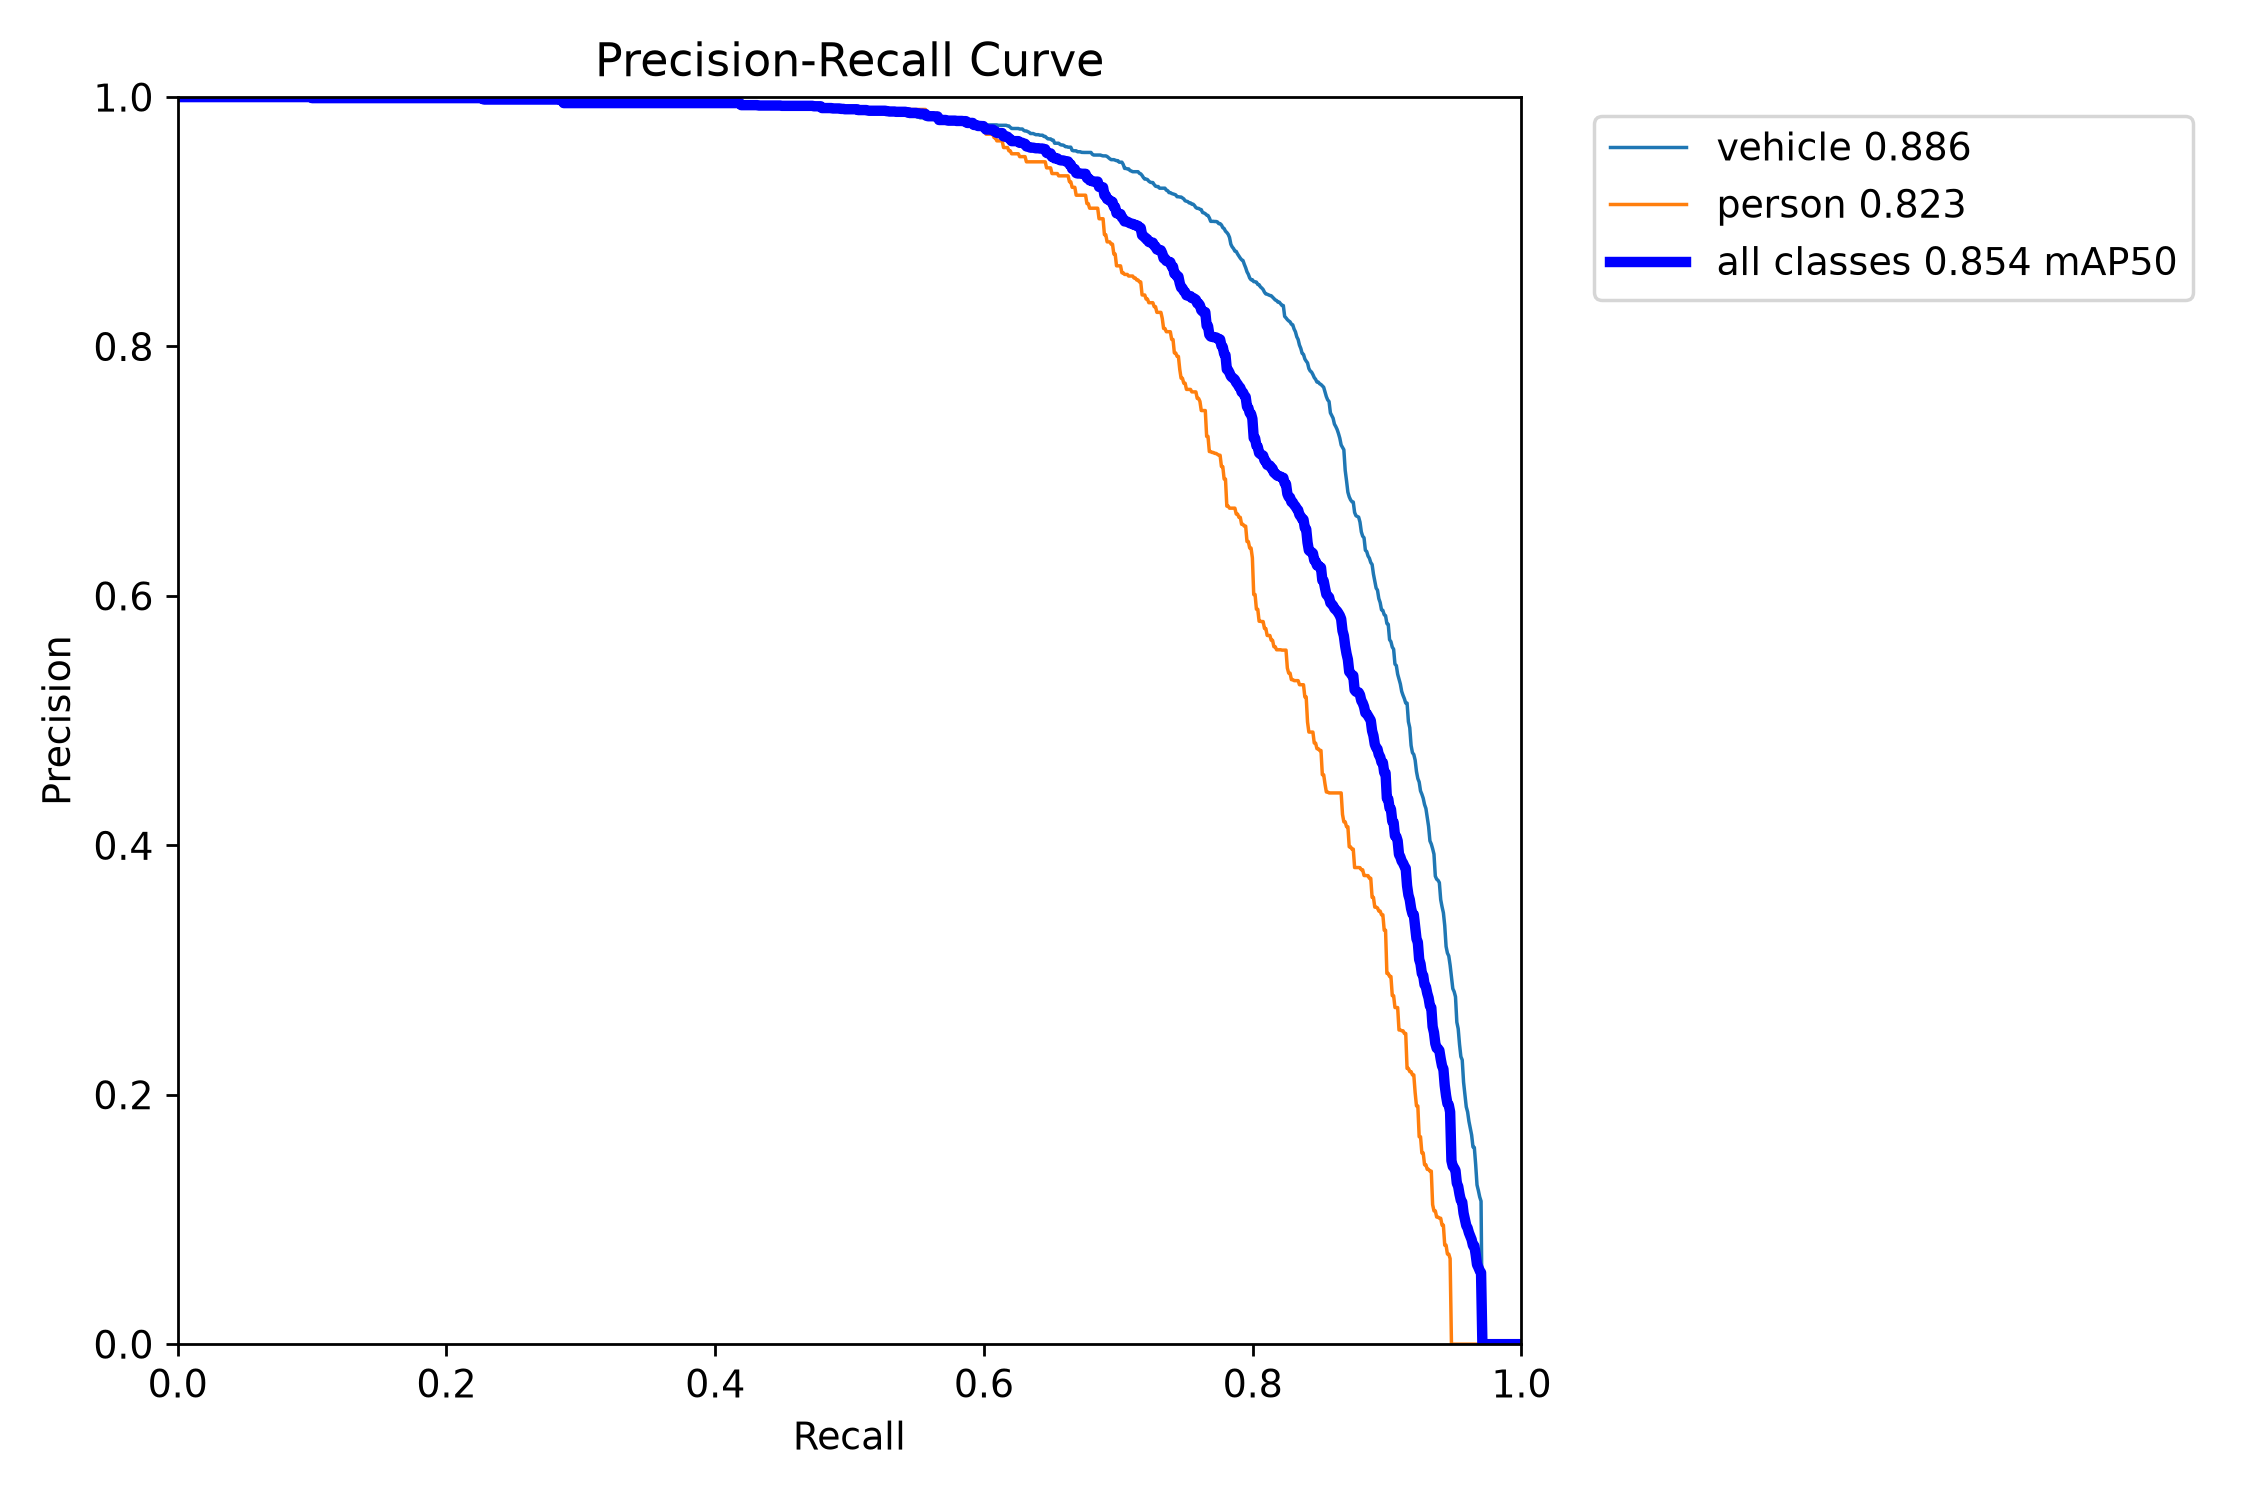 Precision-Recall Curve
1.0
0.8
0.6
0.4
0.2
0.0
Precision
0.0 0.2 0.4 0.6 0.8 1.0
Recall
vehicle 0.886
person 0.823
all classes 0.854 mAP50